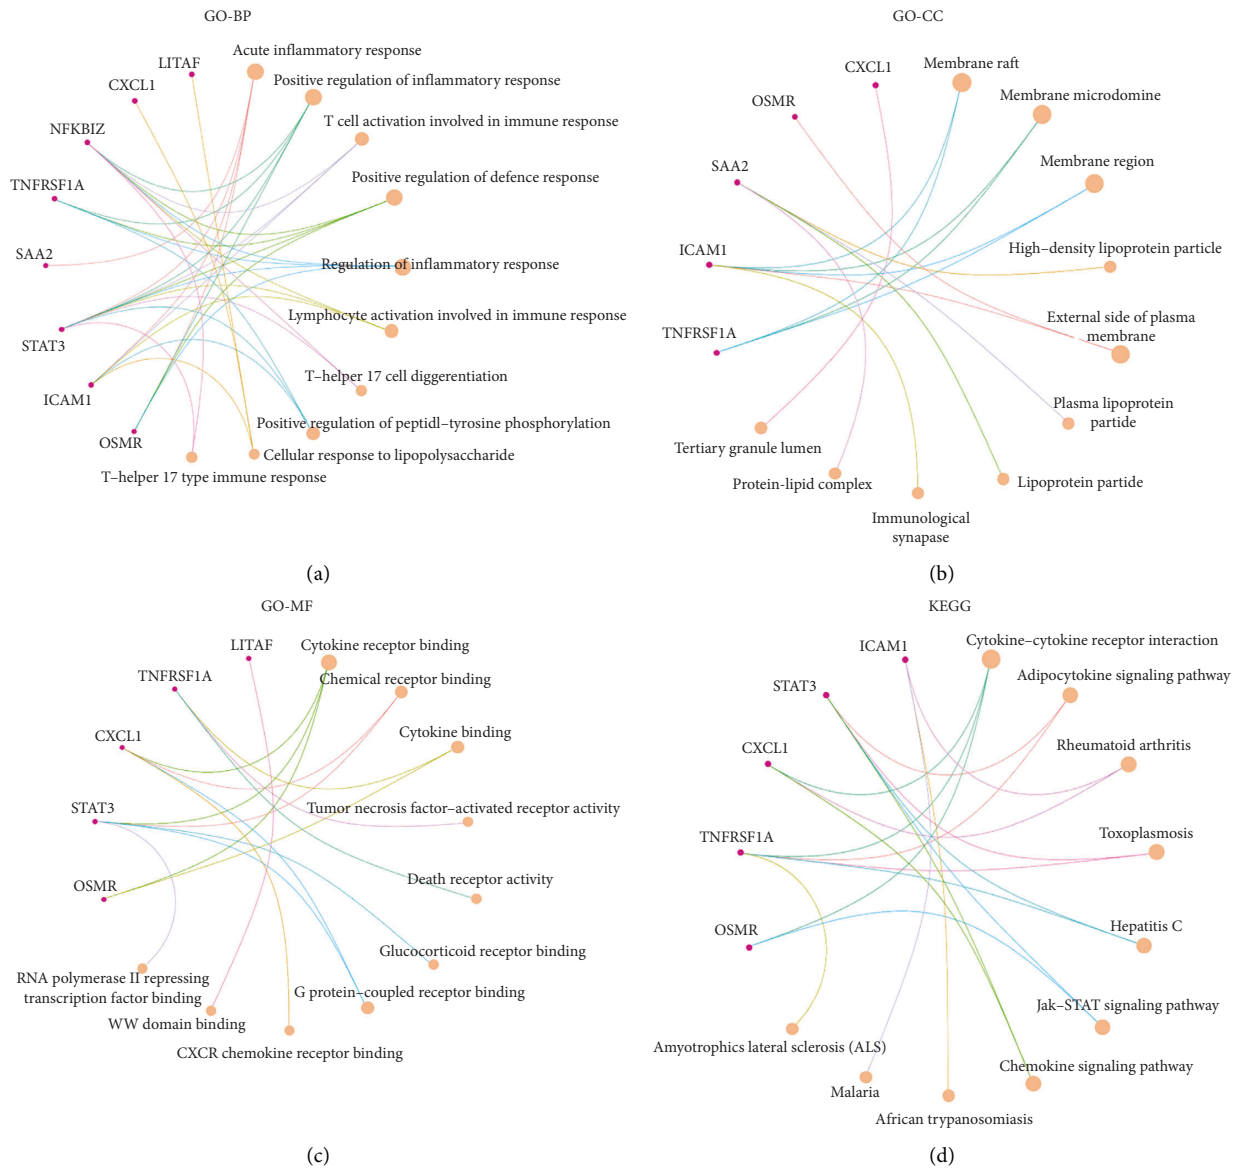 GO-BP
LITAF
CXCL1
NFKBIZ
TNFRSF1A
SAA2
STAT3
ICAM1
OSMR
Acute inflammatory response
Positive regulation of inflammatory response
T cell activation involved in immune response
Positive regulation of defence response
Regulation of inflammatory response
Lymphocyte activation involved in immune response
T–helper 17 cell diggerentiation
Positive regulation of peptidl–tyrosine phosphorylation
Cellular response to lipopolysaccharide
T–helper 17 type immune response
(a)
GO-CC
CXCL1
OSMR
SAA2
ICAM1
TNFRSF1A
Membrane raft
Membrane microdomine
Membrane region
High–density lipoprotein particle
External side of plasma
membrane
Plasma lipoprotein
partide
Lipoprotein partide
Immunological
synapase
Protein-lipid complex
Tertiary granule lumen
(b)
GO-MF
LITAF
TNFRSF1A
CXCL1
STAT3
OSMR
Cytokine receptor binding
Chemical receptor binding
Cytokine binding
Tumor necrosis factor–activated receptor activity
Death receptor activity
Glucocorticoid receptor binding
G protein–coupled receptor binding
CXCR chemokine receptor binding
WW domain binding
RNA polymerase II repressing
transcription factor binding
(c)
KEGG
ICAM1
STAT3
CXCL1
TNFRSF1A
OSMR
Cytokine–cytokine receptor interaction
Adipocytokine signaling pathway
Rheumatoid arthritis
Toxoplasmosis
Hepatitis C
Jak–STAT signaling pathway
Chemokine signaling pathway
African trypanosomiasis
Malaria
Amyotrophics lateral sclerosis (ALS)
(d)